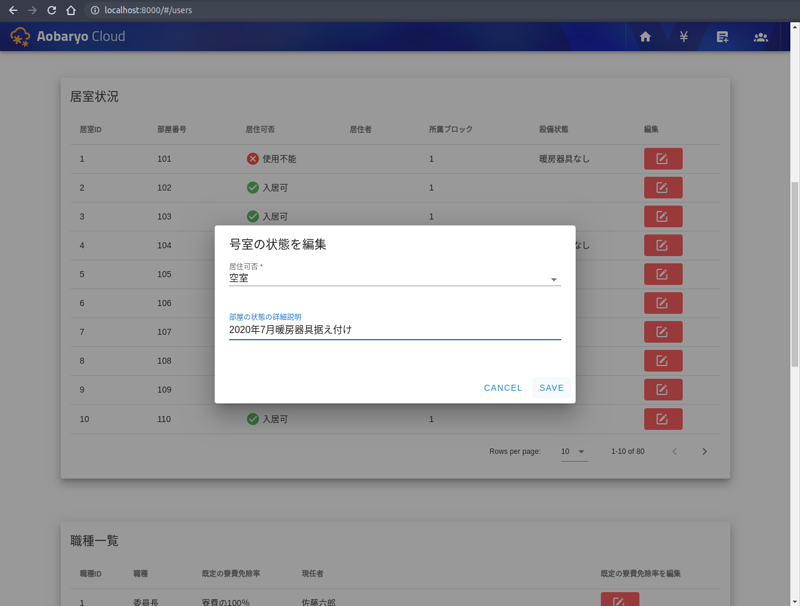 localhost:8000/#/users
Aobaryo Cloud
¥
居室状況
居室ID 部屋番号 居住可否 居住者 所属ブロック 設備状態 編集
1 101 使用不能 1 暖房器具なし
2 102 入居可 1
3 103 入居可 1
4 104 なし
5 105
6 106
7 107
8 108
9 109
10 110 入居可 1
号室の状態を編集
居住可否 *
空室
部屋の状態の詳細説明
2020年7月暖房器具据え付け
CANCEL SAVE
Rows per page: 10 1-10 of 80
職種一覧
職種ID 職種 既定の寮費免除率 現任者 既定の寮費免除率を編集
1 委員長 寮費の100% 佐藤六郎